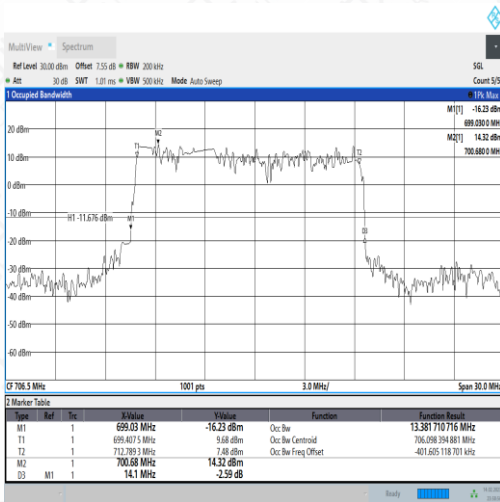 MultiView Spectrum
Ref Level 30.00 dBm Offset 7.55 dB RBW 200 kHz SGL
Att 30 dB SWT 1.01 ms VBW 500 kHz Mode Auto Sweep Count 5/5
1 Occupied Bandwidth 1Pk Max
M1[1] -16.23 dBm
699.030 0 MHz
M2[1] 14.32 dBm
700.680 0 MHz
20 dBm
M2
T1
T2
10 dBm
0 dBm
-10 dBm
H1 -11.676 dBm
M1
D3
-20 dBm
-30 dBm
-40 dBm
-50 dBm
-60 dBm
CF 706.5 MHz 1001 pts 3.0 MHz/ Span 30.0 MHz
2 Marker Table
Type Ref Trc X-Value Y-Value Function Function Result
M1 1 699.03 MHz -16.23 dBm Occ Bw 13.381 710 716 MHz
T1 1 699.407 5 MHz 9.68 dBm Occ Bw Centroid 706.098 394 881 MHz
T2 1 712.789 3 MHz 7.48 dBm Occ Bw Freq Offset -401.605 118 701 kHz
M2 1 700.68 MHz 14.32 dBm
D3 M1 1 14.1 MHz -2.59 dB
Ready